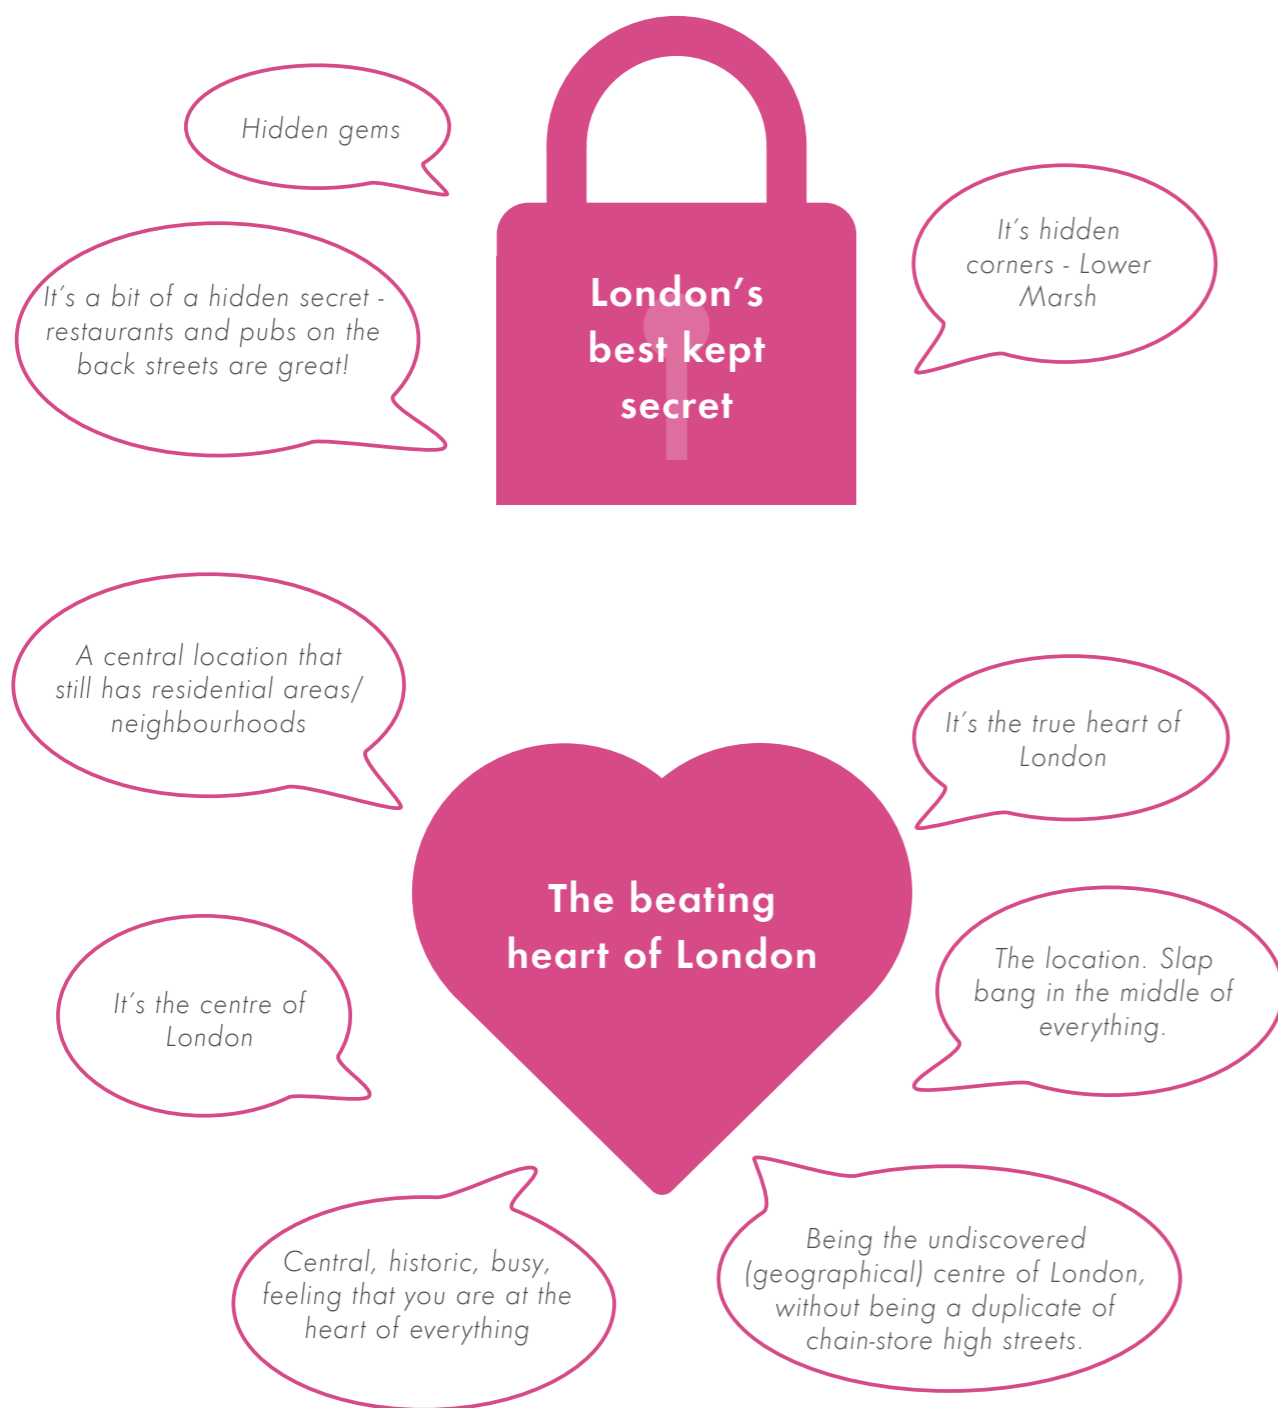 Hidden gems
It's a bit of a hidden secret -
restaurants and pubs on the
back streets are great!
London's
best kept
secret
It's hidden
corners - Lower
Marsh
A central location that
still has residential areas/
neighbourhoods
It's the true heart of
London
The beating
heart of London
It's the centre of
London
The location. Slap
bang in the middle of
everything.
Central, historic, busy,
feeling that you are at the
heart of everything
Being the undiscovered
(geographical) centre of London,
without being a duplicate of
chain-store high streets.